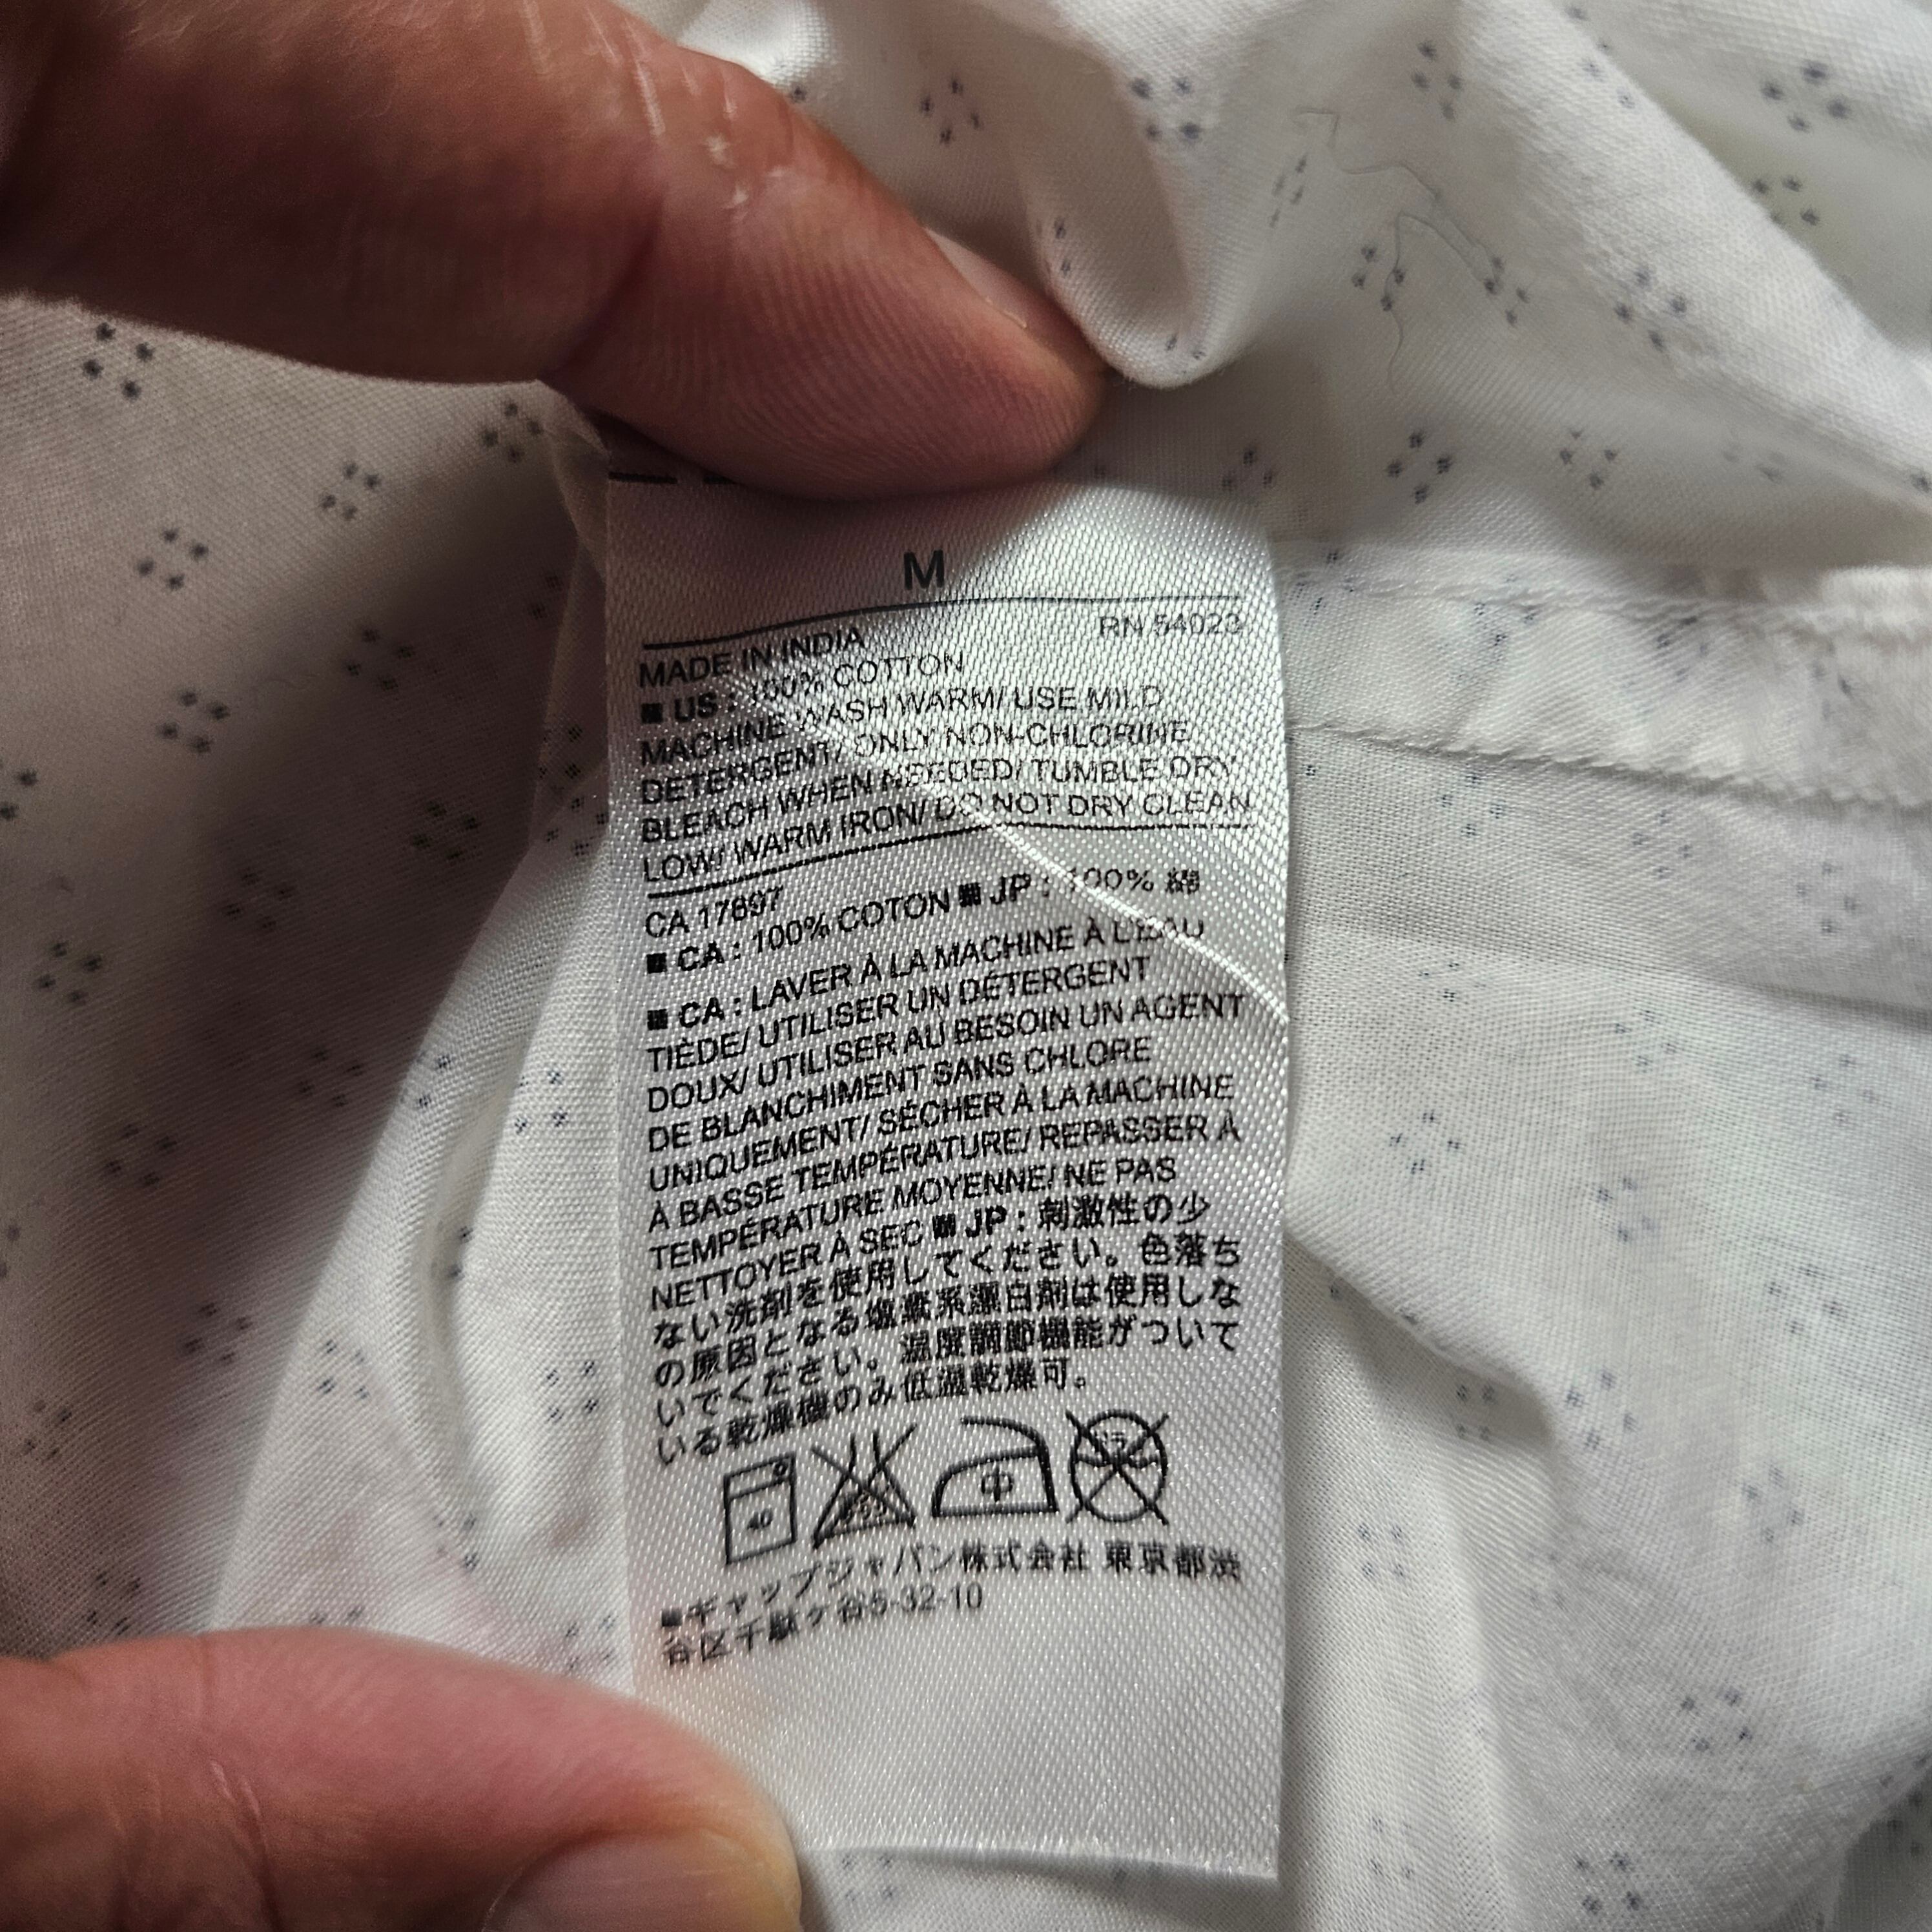 M
RN 54023
MADE IN INDIA
■ US : 100% COTTON
MACHINE WASH WARM/ USE MILD
DETERGENT/ ONLY NON-CHLORINE
BLEACH WHEN NEEDED/ TUMBLE DRY
LOW/ WARM IRON/ DO NOT DRY CLEAN
CA 17897
■ CA : 100% COTON ■ JP : 100% 綿
■ CA : LAVER À LA MACHINE À L'EAU
TIÈDE/ UTILISER UN DÉTERGENT
DOUX/ UTILISER AU BESOIN UN AGENT
DE BLANCHIMENT SANS CHLORE
UNIQUEMENT/ SÉCHER À LA MACHINE
À BASSE TEMPÉRATURE/ REPASSER À
TEMPÉRATURE MOYENNE/ NE PAS
NETTOYER À SEC ■ JP : 刺激性の少
ない洗剤を使用してください。色落ち
の原因となる塩素系漂白剤は使用しな
いでください。温度調節機能がついて
いる乾燥機のみ低温乾燥可。
40 エンソ 中 ドライ
■ギャップジャパン株式会社 東京都渋
谷区千駄ケ谷5-32-10